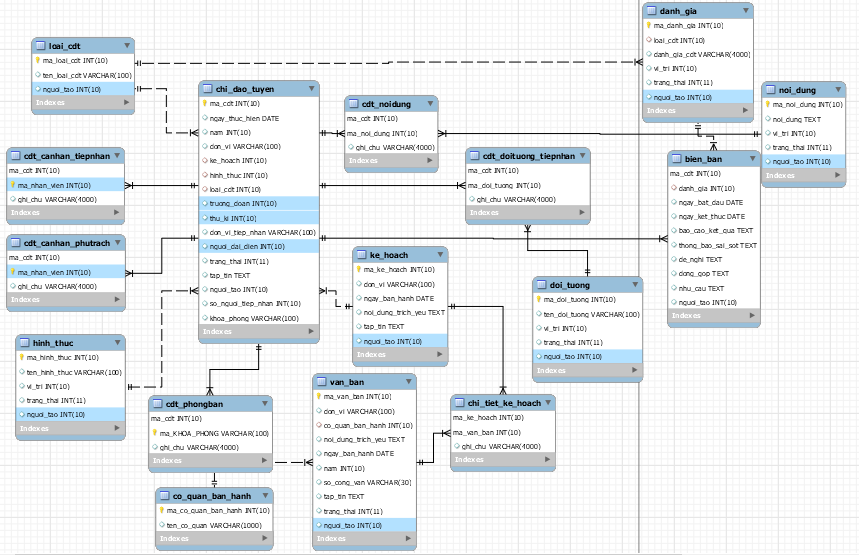 loai_cdt
ma_loai_cdt INT(10)
ten_loai_cdt VARCHAR(100)
nguoi_tao INT(10)
Indexes
chi_dao_tuyen
ma_cdt INT(10)
ngay_thuc_hien DATE
nam INT(10)
don_vi VARCHAR(100)
ke_hoach INT(10)
hinh_thuc INT(10)
loai_cdt INT(10)
truong_doan INT(10)
thu_ki INT(10)
don_vi_tiep_nhan VARCHAR(100)
nguoi_dai_dien INT(10)
trang_thai INT(11)
tap_tin TEXT
nguoi_tao INT(10)
so_nguoi_tiep_nhan INT(10)
khoa_phong VARCHAR(100)
Indexes
cdt_noidung
ma_cdt INT(10)
ma_noi_dung INT(10)
ghi_chu VARCHAR(4000)
Indexes
danh_gia
ma_danh_gia INT(10)
loai_cdt INT(10)
danh_gia_cdt VARCHAR(4000)
vi_tri INT(10)
trang_thai INT(11)
nguoi_tao INT(10)
Indexes
noi_dung
ma_noi_dung INT(10)
noi_dung TEXT
vi_tri INT(10)
trang_thai INT(11)
nguoi_tao INT(10)
Indexes
cdt_canhan_tiepnhan
ma_cdt INT(10)
ma_nhan_vien INT(10)
ghi_chu VARCHAR(4000)
Indexes
cdt_doituong_tiepnhan
ma_cdt INT(10)
ma_doi_tuong INT(10)
ghi_chu VARCHAR(4000)
Indexes
bien_ban
ma_cdt INT(10)
danh_gia INT(10)
ngay_bat_dau DATE
ngay_ket_thuc DATE
bao_cao_ket_qua TEXT
thong_bao_sai_sot TEXT
de_nghi TEXT
dong_gop TEXT
nhu_cau TEXT
nguoi_tao INT(10)
Indexes
cdt_canhan_phutrach
ma_cdt INT(10)
ma_nhan_vien INT(10)
ghi_chu VARCHAR(4000)
Indexes
ke_hoach
ma_ke_hoach INT(10)
don_vi VARCHAR(100)
ngay_ban_hanh DATE
noi_dung_trich_yeu TEXT
tap_tin TEXT
nguoi_tao INT(10)
Indexes
doi_tuong
ma_doi_tuong INT(10)
ten_doi_tuong VARCHAR(100)
vi_tri INT(10)
trang_thai INT(11)
nguoi_tao INT(10)
Indexes
hinh_thuc
ma_hinh_thuc INT(10)
ten_hinh_thuc VARCHAR(100)
vi_tri INT(10)
trang_thai INT(11)
nguoi_tao INT(10)
Indexes
cdt_phongban
ma_cdt INT(10)
ma_KHOA_PHONG VARCHAR(100)
ghi_chu VARCHAR(4000)
Indexes
van_ban
ma_van_ban INT(10)
don_vi VARCHAR(100)
co_quan_ban_hanh INT(10)
noi_dung_trich_yeu TEXT
ngay_ban_hanh DATE
nam INT(10)
so_cong_van VARCHAR(30)
tap_tin TEXT
trang_thai INT(11)
nguoi_tao INT(10)
Indexes
chi_tiet_ke_hoach
ma_ke_hoach INT(10)
ma_van_ban INT(10)
ghi_chu VARCHAR(4000)
Indexes
co_quan_ban_hanh
ma_co_quan_ban_hanh INT(10)
ten_co_quan VARCHAR(1000)
Indexes